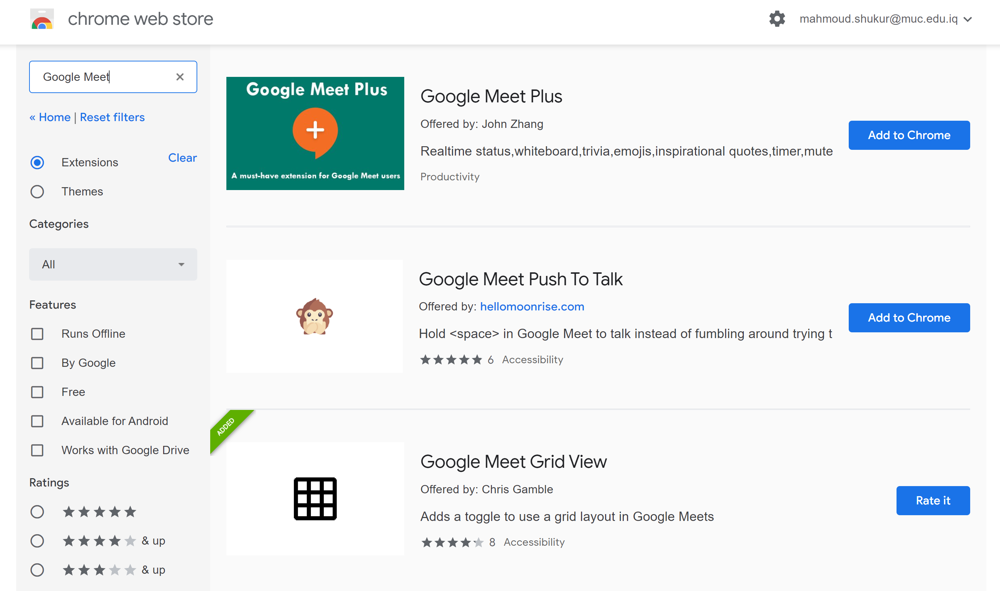 chrome web store
mahmoud.shukur@muc.edu.iq
Google Meet
« Home | Reset filters
Extensions
Clear
Themes
Categories
All
Features
Runs Offline
By Google
Free
Available for Android
Works with Google Drive
Ratings
& up
& up
Google Meet Plus
A must-have extension for Google Meet users
Google Meet Plus
Offered by: John Zhang
Realtime status,whiteboard,trivia,emojis,inspirational quotes,timer,mute
Productivity
Add to Chrome
Google Meet Push To Talk
Offered by: hellomoonrise.com
Hold <space> in Google Meet to talk instead of fumbling around trying t
6 Accessibility
Add to Chrome
ADDED
Google Meet Grid View
Offered by: Chris Gamble
Adds a toggle to use a grid layout in Google Meets
8 Accessibility
Rate it